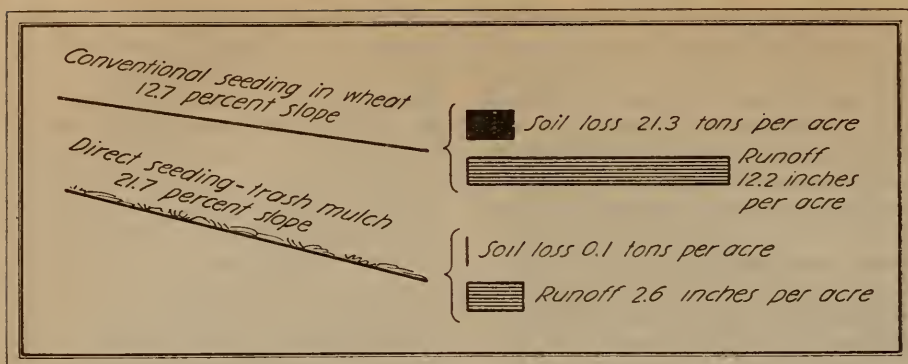 Conventional seeding in wheat
12.7 percent slope
Soil loss 21.3 tons per acre
Runoff
12.2 inches
per acre
Direct seeding-trash mulch
21.7 percent slope
Soil loss 0.1 tons per acre
Runoff 2.6 inches per acre